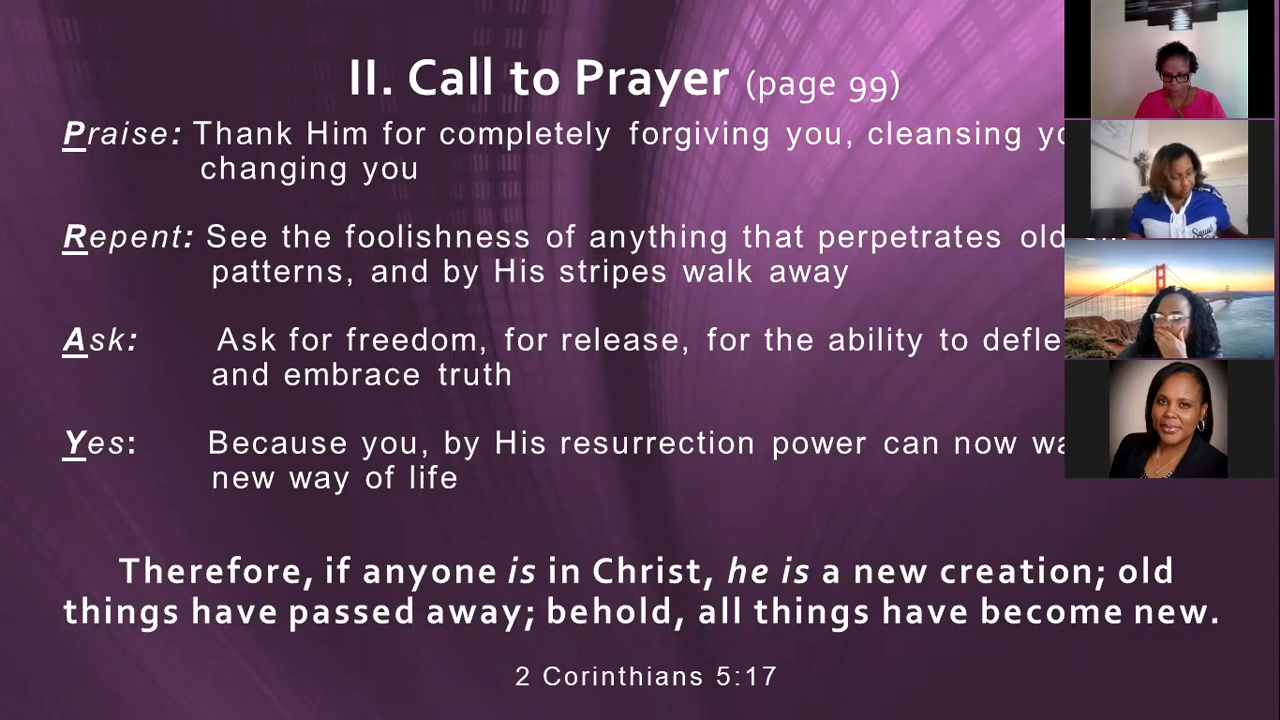 II. Call to Prayer (page 99)
Praise: Thank Him for completely forgiving you, cleansing
changing you
Repent: See the foolishness of anything that perpetrates old
patterns, and by His stripes walk away
Ask: Ask for freedom, for release, for the ability to
and embrace truth
Yes: Because you, by His resurrection power can now
new way of life
Therefore, if anyone is in Christ, he is a new creation; old
things have passed away; behold, all things have become new.
2 Corinthians 5:17